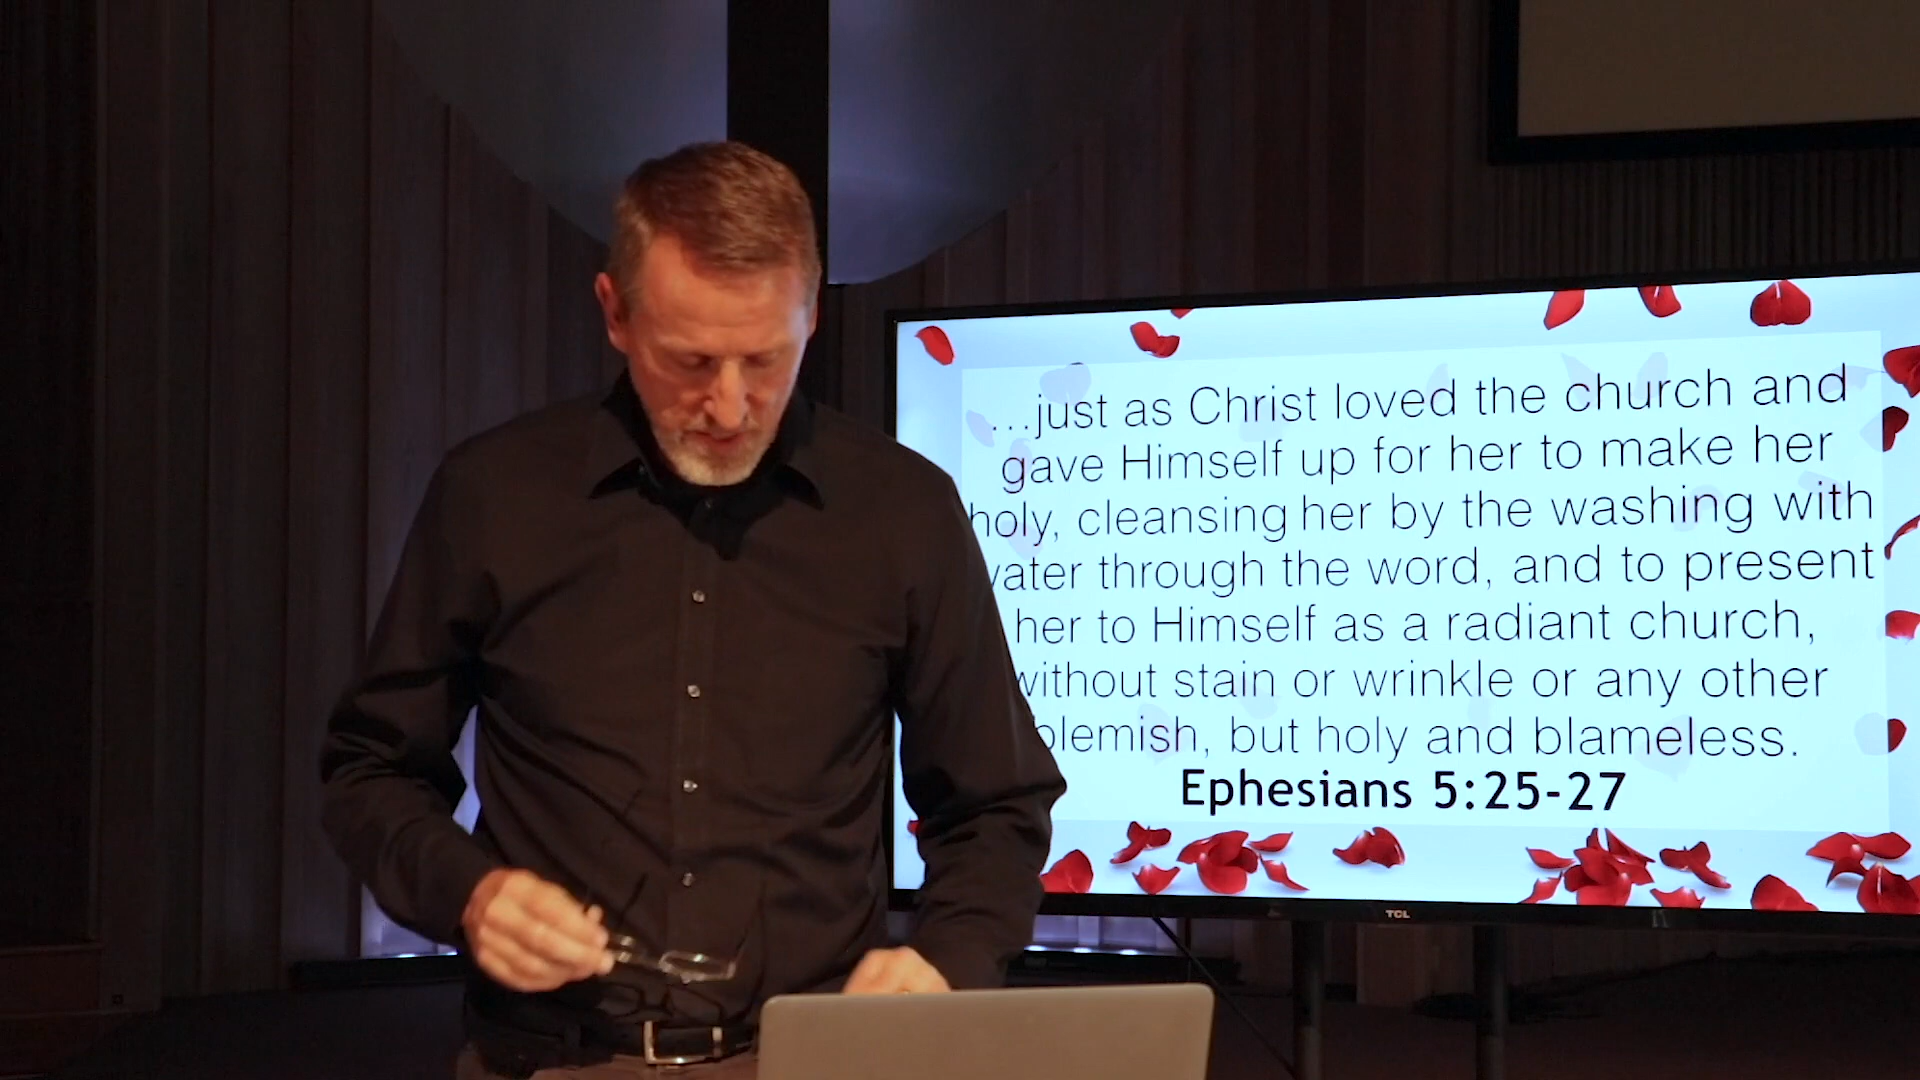 ...just as Christ loved the church and
gave Himself up for her to make her
holy, cleansing her by the washing with
water through the word, and to present
her to Himself as a radiant church,
without stain or wrinkle or any other
blemish, but holy and blameless.
Ephesians 5:25-27
TCL